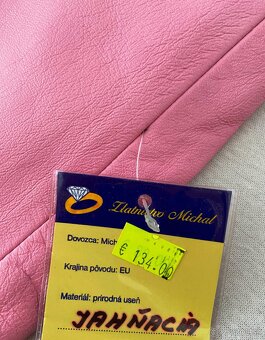 Zlatníctvo Michal
Dovozca: Mich
€ 134.00
Krajina pôvodu: EU
Materiál: prírodná useň
JAHŇACIA